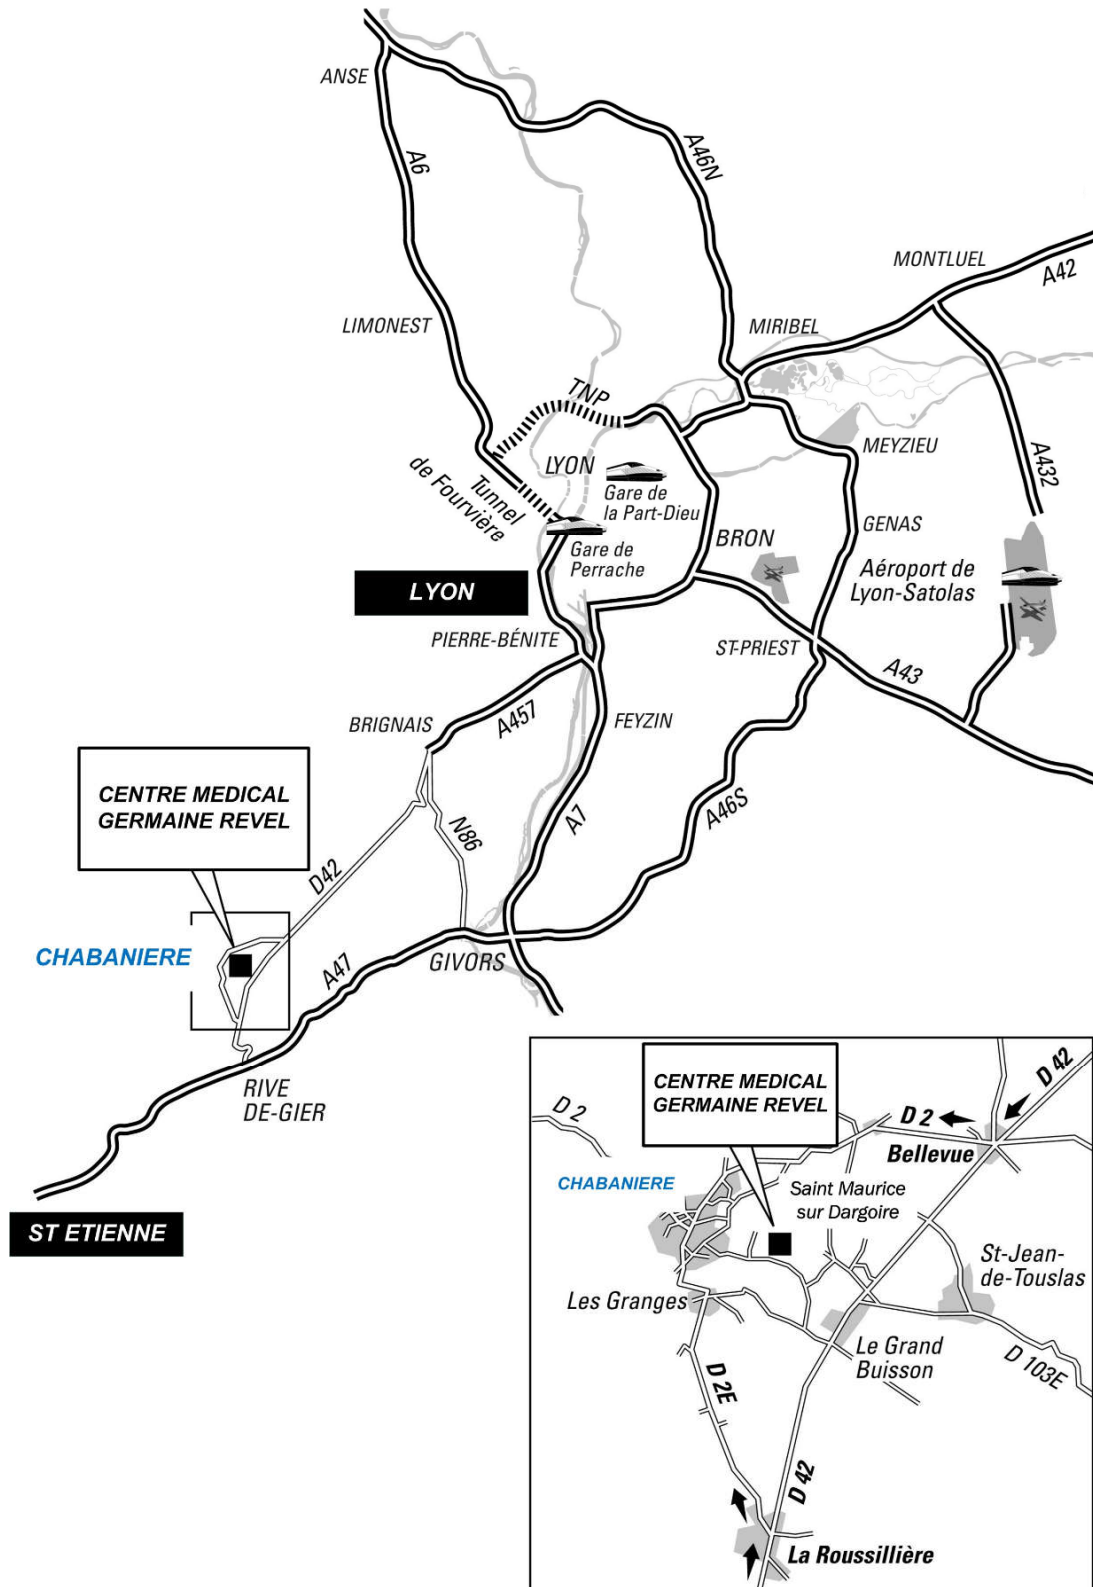 ANSE
A6
A46N
MONTLUEL
A42
LIMONEST
MIRIBEL
TNP
MEYZIEU
A432
LYON
Tunnel
de Fourvière
Gare de
la Part-Dieu
GENAS
BRON
Gare de
Perrache
Aéroport de
Lyon-Satolas
LYON
PIERRE-BÉNITE
ST-PRIEST
A43
BRIGNAIS
A457
FEYZIN
CENTRE MEDICAL
GERMAINE REVEL
A7
A46S
N86
D42
CHABANIERE
A47
GIVORS
RIVE
DE-GIER
ST ETIENNE
CENTRE MEDICAL
GERMAINE REVEL
D 42
D 2
D 2
Bellevue
CHABANIERE
Saint Maurice
sur Dargoire
St-Jean-
de-Touslas
Les Granges
Le Grand
Buisson
D 103E
D 2E
D 42
La Roussillière